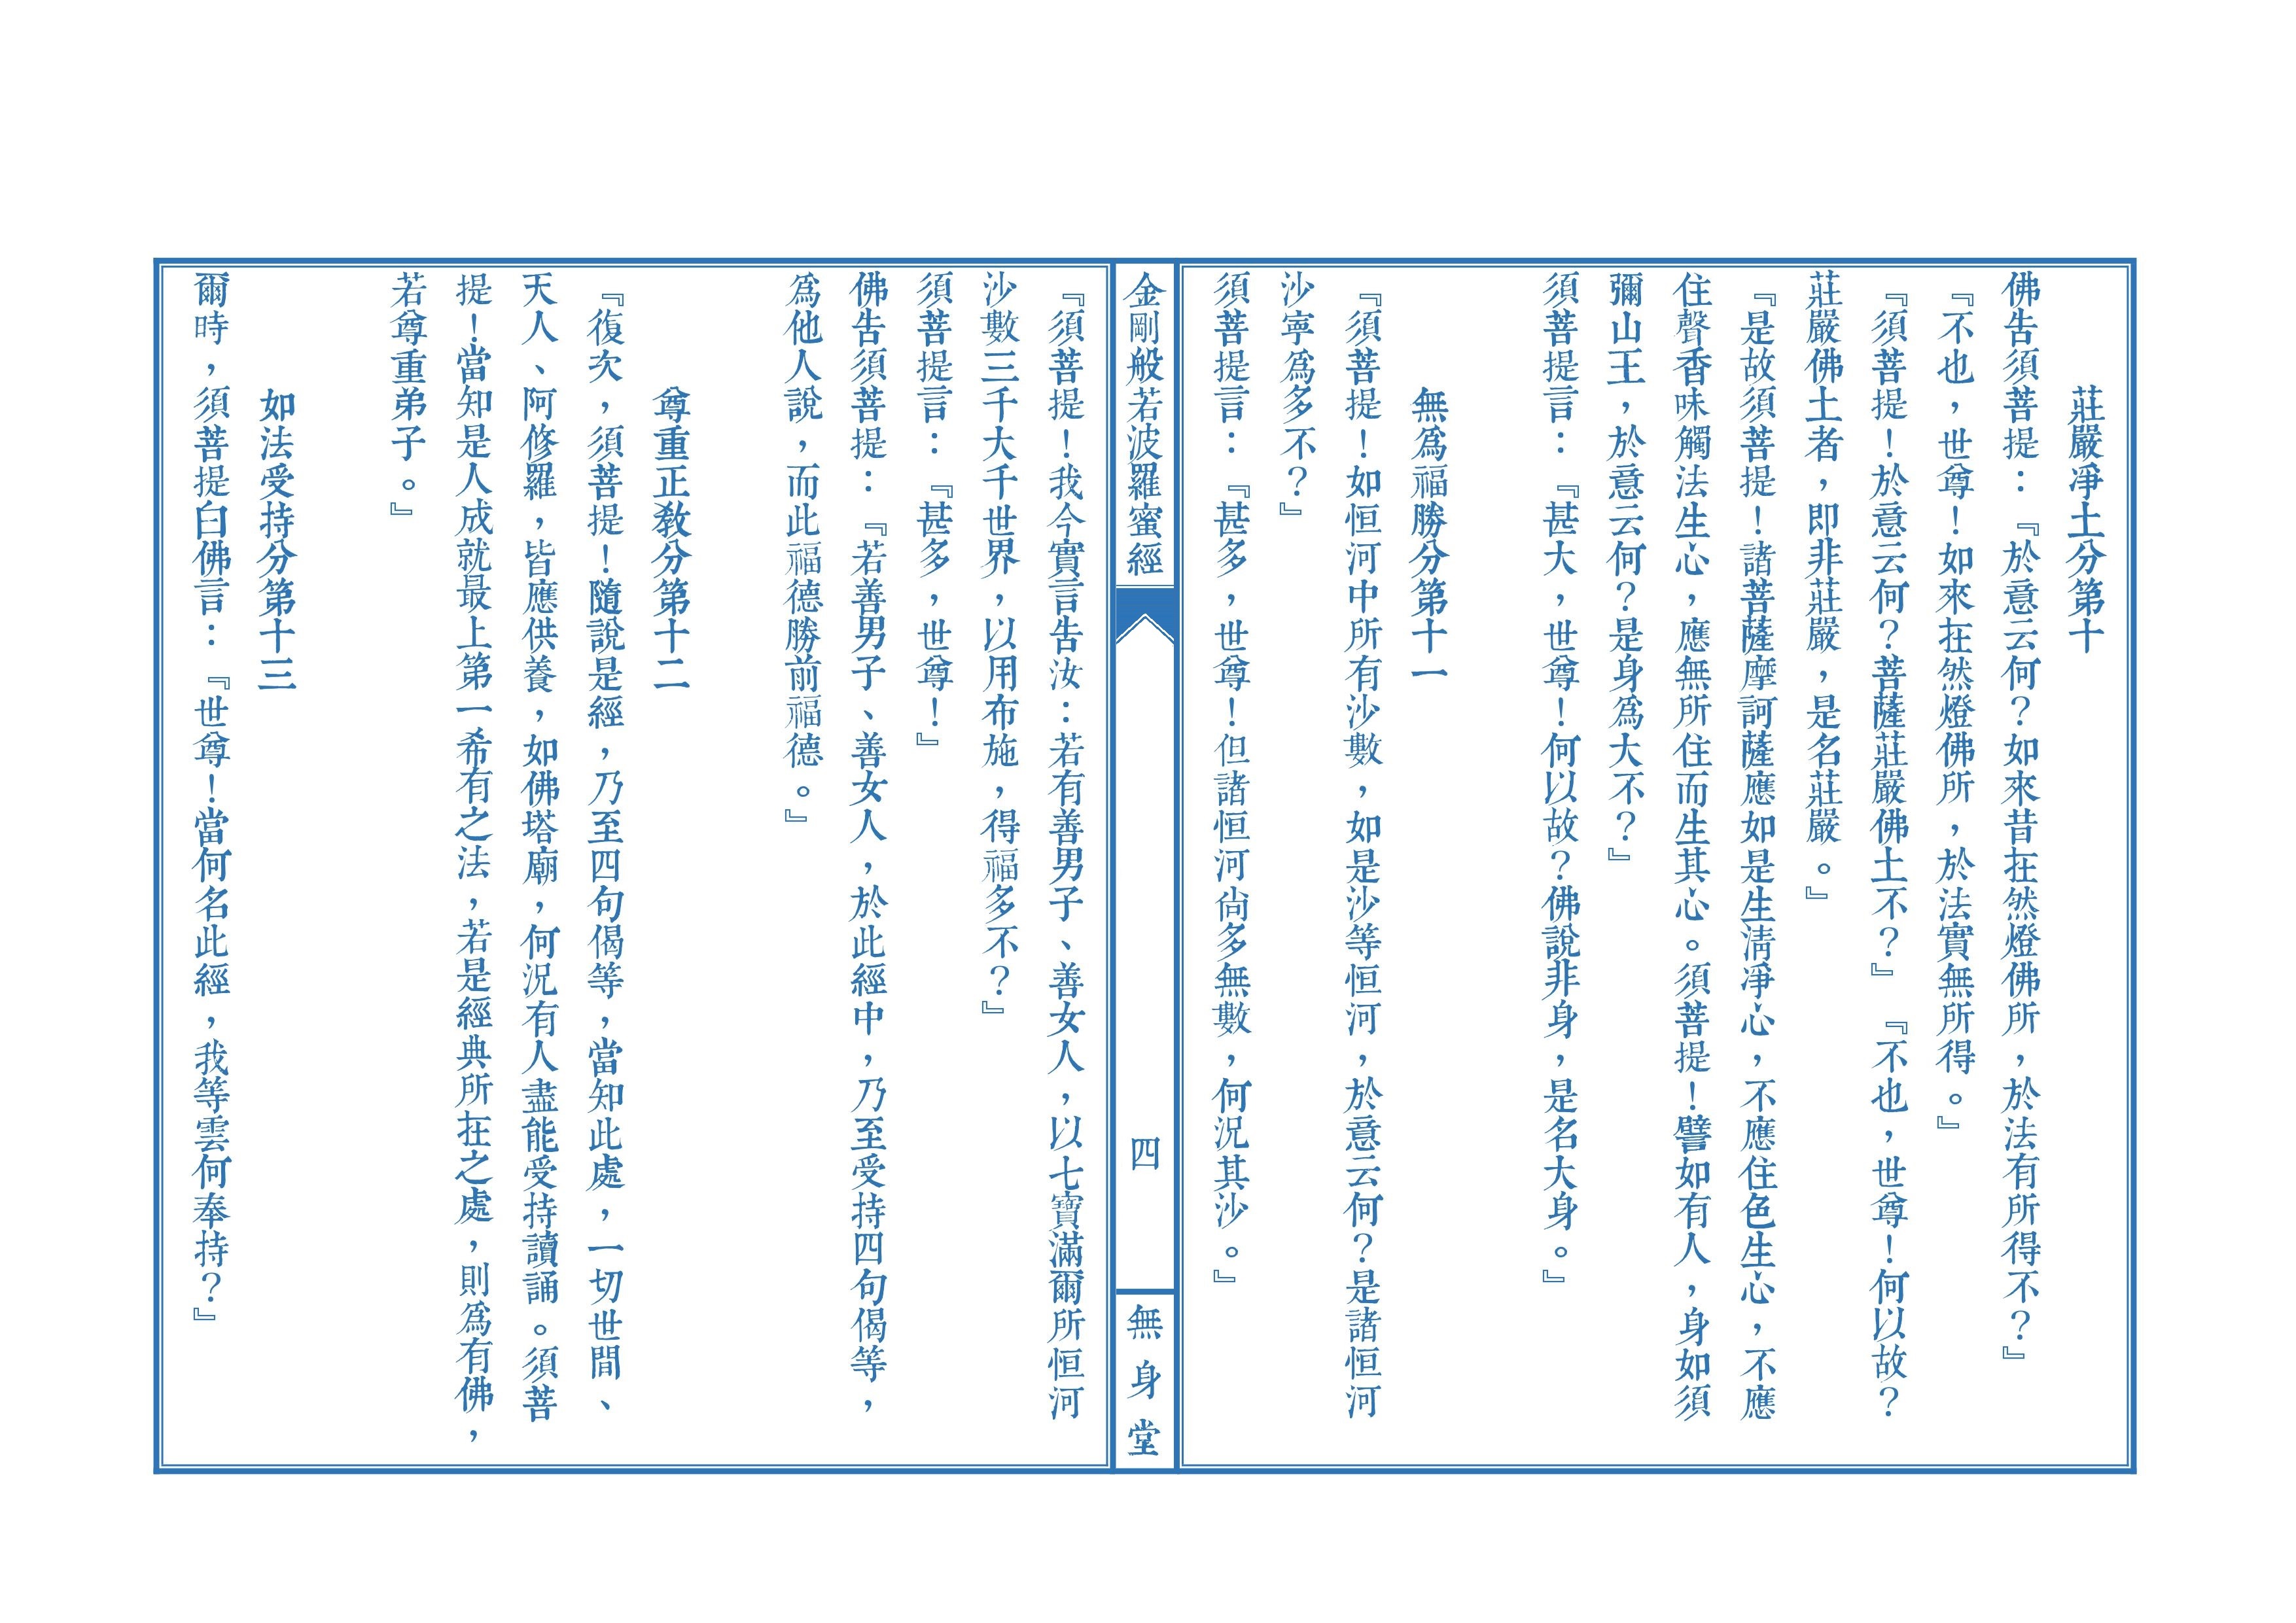 莊嚴淨土分第十
佛告須菩提：『於意云何？如來昔在然燈佛所，於法有所得不？』
『不也，世尊！如來在然燈佛所，於法實無所得。』
『須菩提！於意云何？菩薩莊嚴佛土不？』『不也，世尊！何以故？
莊嚴佛土者，即非莊嚴，是名莊嚴。』
『是故須菩提！諸菩薩摩訶薩應如是生清淨心，不應住色生心，不應
住聲香味觸法生心，應無所住而生其心。須菩提！譬如有人，身如須
彌山王，於意云何？是身為大不？』
須菩提言：『甚大，世尊！何以故？佛說非身，是名大身。』
無為福勝分第十一
『須菩提！如恒河中所有沙數，如是沙等恒河，於意云何？是諸恒河
沙寧為多不？』
須菩提言：『甚多，世尊！但諸恒河尚多無數，何況其沙。』
金剛般若波羅蜜經
四
無身堂
『須菩提！我今實言告汝：若有善男子、善女人，以七寶滿爾所恒河
沙數三千大千世界，以用布施，得福多不？』
須菩提言：『甚多，世尊！』
佛告須菩提：『若善男子、善女人，於此經中，乃至受持四句偈等，
為他人說，而此福德勝前福德。』
尊重正教分第十二
『復次，須菩提！隨說是經，乃至四句偈等，當知此處，一切世間、
天人、阿修羅，皆應供養，如佛塔廟，何況有人盡能受持讀誦。須菩
提！當知是人成就最上第一希有之法，若是經典所在之處，則為有佛，
若尊重弟子。』
如法受持分第十三
爾時，須菩提白佛言：『世尊！當何名此經，我等雲何奉持？』